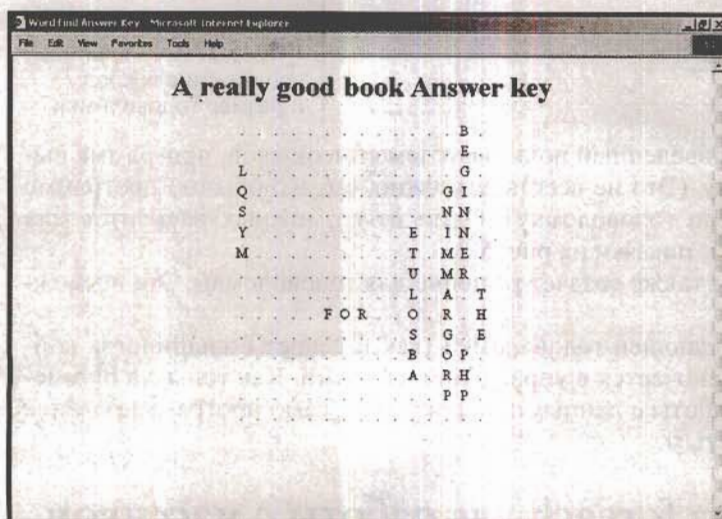 Word Find Answer Key - Microsoft Internet Explorer
File Edit View Favorites Tools Help
A really good book Answer key
B
E
L G
Q G I
S N N
Y E I N
M T M E
U M R
L A T
F O R O R H
S G E
B O P
A R H
P P